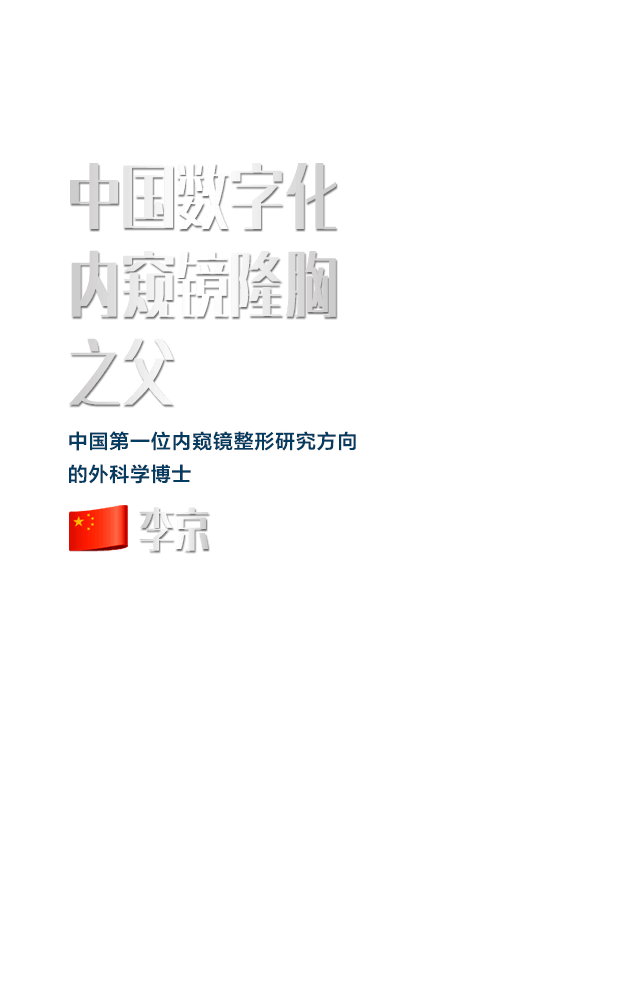 中国数字化
内窥镜隆胸
之父
中国第一位内窥镜整形研究方向
的外科学博士
李京